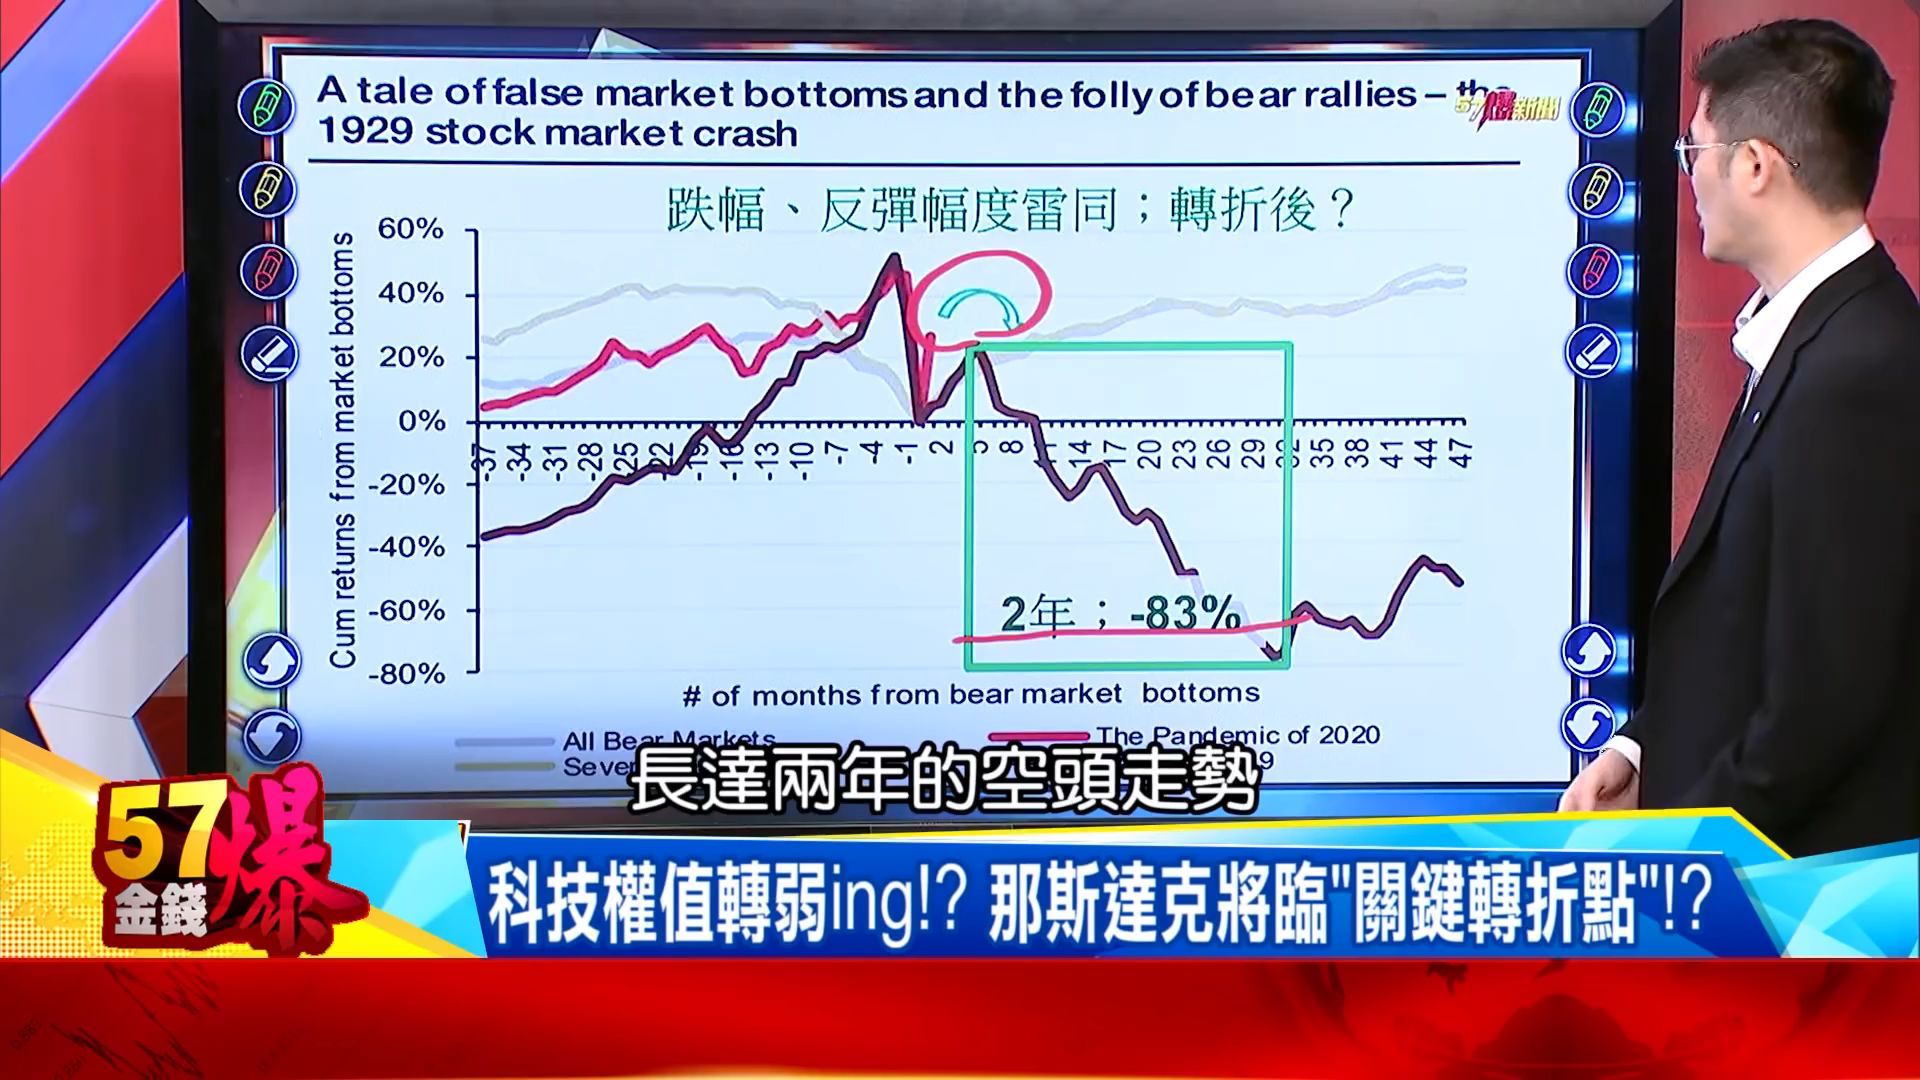 A tale of false market bottoms and the folly of bear rallies – the
1929 stock market crash
57爆新聞
跌幅、反彈幅度雷同；轉折後？
Cum returns from market bottoms
60%
40%
20%
0%
-20%
-40%
-60%
-80%
-37 -34 -31 -28 -25 -22 -19 -16 -13 -10 -7 -4 -1 2 5 8 11 14 17 20 23 26 29 32 35 38 41 44 47
2年；-83%
# of months from bear market bottoms
All Bear Markets
The Pandemic of 2020
長達兩年的空頭走勢
57
金錢
爆
科技權值轉弱ing!? 那斯達克將臨"關鍵轉折點"!?